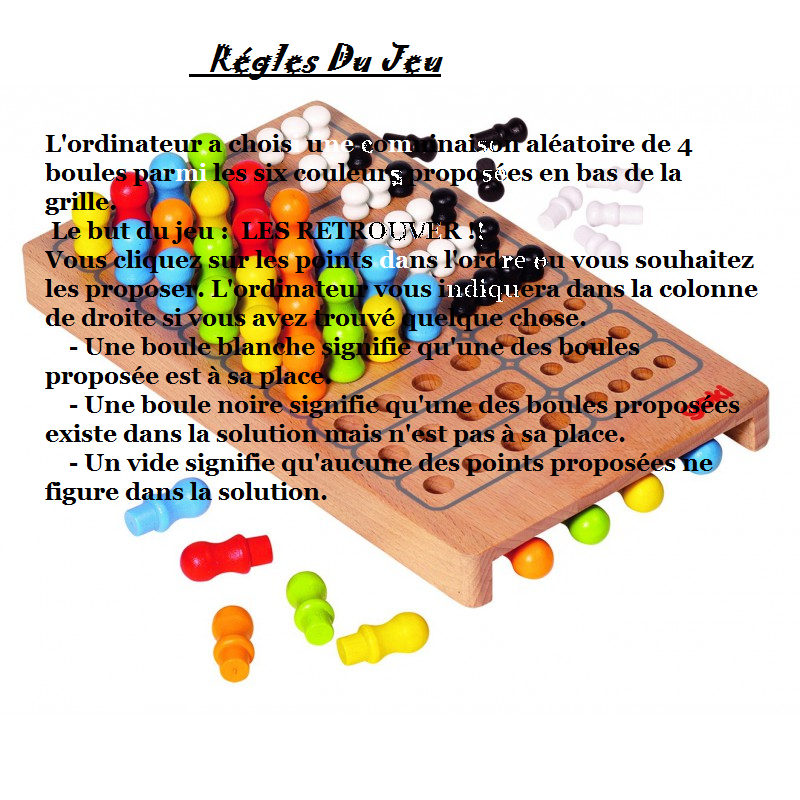 Régles Du Jeu
L'ordinateur a choisi une combinaison aléatoire de 4
boules parmi les six couleurs proposées en bas de la
grille.
Le but du jeu : LES RETROUVER !!
Vous cliquez sur les points dans l'ordre ou vous souhaitez
les proposer. L'ordinateur vous indiquera dans la colonne
de droite si vous avez trouvé quelque chose.
- Une boule blanche signifie qu'une des boules
proposée est à sa place.
- Une boule noire signifie qu'une des boules proposées
existe dans la solution mais n'est pas à sa place.
- Un vide signifie qu'aucune des points proposées ne
figure dans la solution.
goki